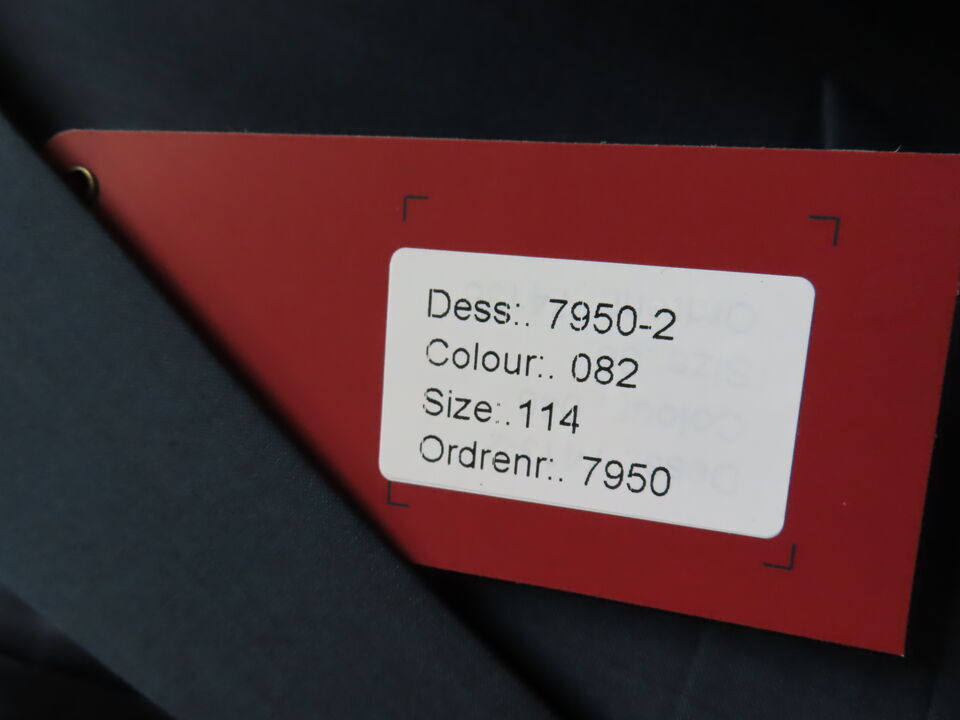 Dess:. 7950-2
Colour:. 082
Size:.114
Ordrenr:. 7950